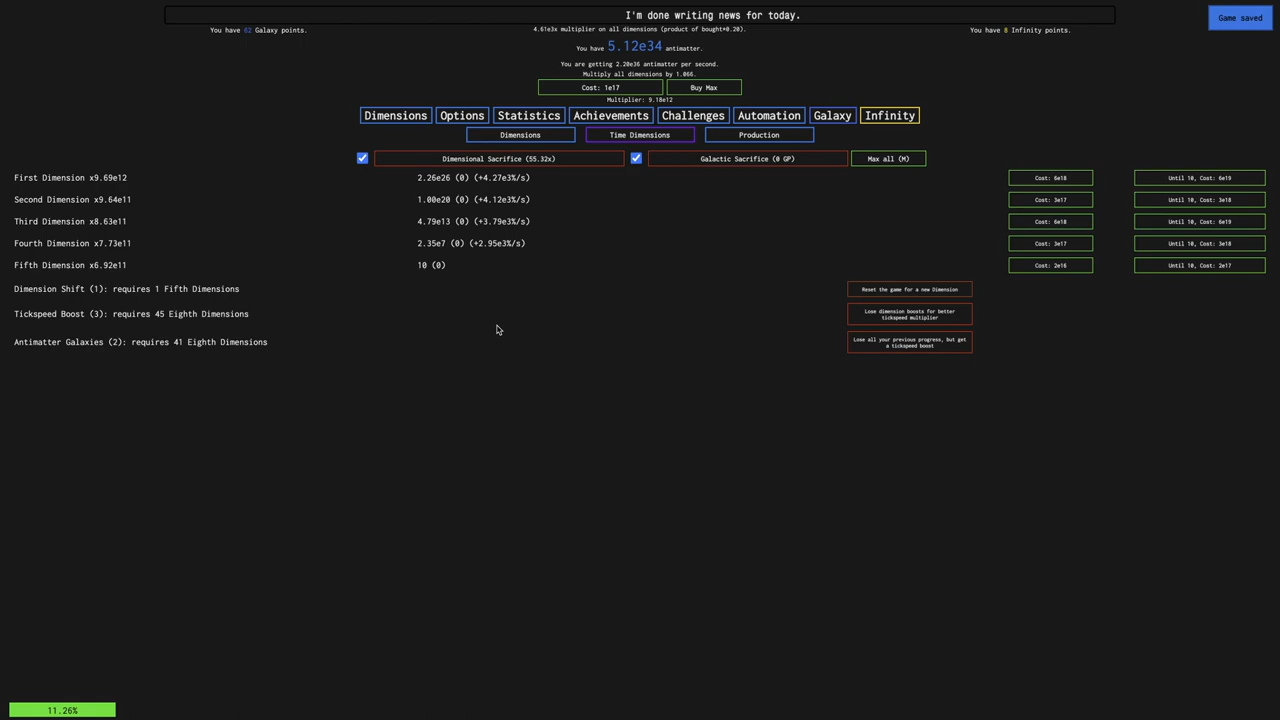 I'm done writing news for today.
Game saved
You have 62 Galaxy points.
4.61e3x multiplier on all dimensions (product of bought*0.20).
You have 8 Infinity points.
You have 5.12e34 antimatter.
You are getting 2.20e36 antimatter per second.
Multiply all dimensions by 1.066.
Cost: 1e17 Buy Max
Multiplier: 9.18e12
Dimensions Options Statistics Achievements Challenges Automation Galaxy Infinity
Dimensions Time Dimensions Production
Dimensional Sacrifice (55.32x) Galactic Sacrifice (0 GP) Max all (M)
First Dimension x9.69e12 2.26e26 (0) (+4.27e3%/s) Cost: 6e18 Until 10, Cost: 6e19
Second Dimension x9.64e11 1.00e20 (0) (+4.12e3%/s) Cost: 3e17 Until 10, Cost: 3e18
Third Dimension x8.63e11 4.79e13 (0) (+3.79e3%/s) Cost: 6e18 Until 10, Cost: 6e19
Fourth Dimension x7.73e11 2.35e7 (0) (+2.95e3%/s) Cost: 3e17 Until 10, Cost: 3e18
Fifth Dimension x6.92e11 10 (0) Cost: 2e16 Until 10, Cost: 2e17
Dimension Shift (1): requires 1 Fifth Dimensions Reset the game for a new Dimension
Tickspeed Boost (3): requires 45 Eighth Dimensions Lose dimension boosts for better
tickspeed multiplier
Antimatter Galaxies (2): requires 41 Eighth Dimensions Lose all your previous progress, but get
a tickspeed boost
11.26%